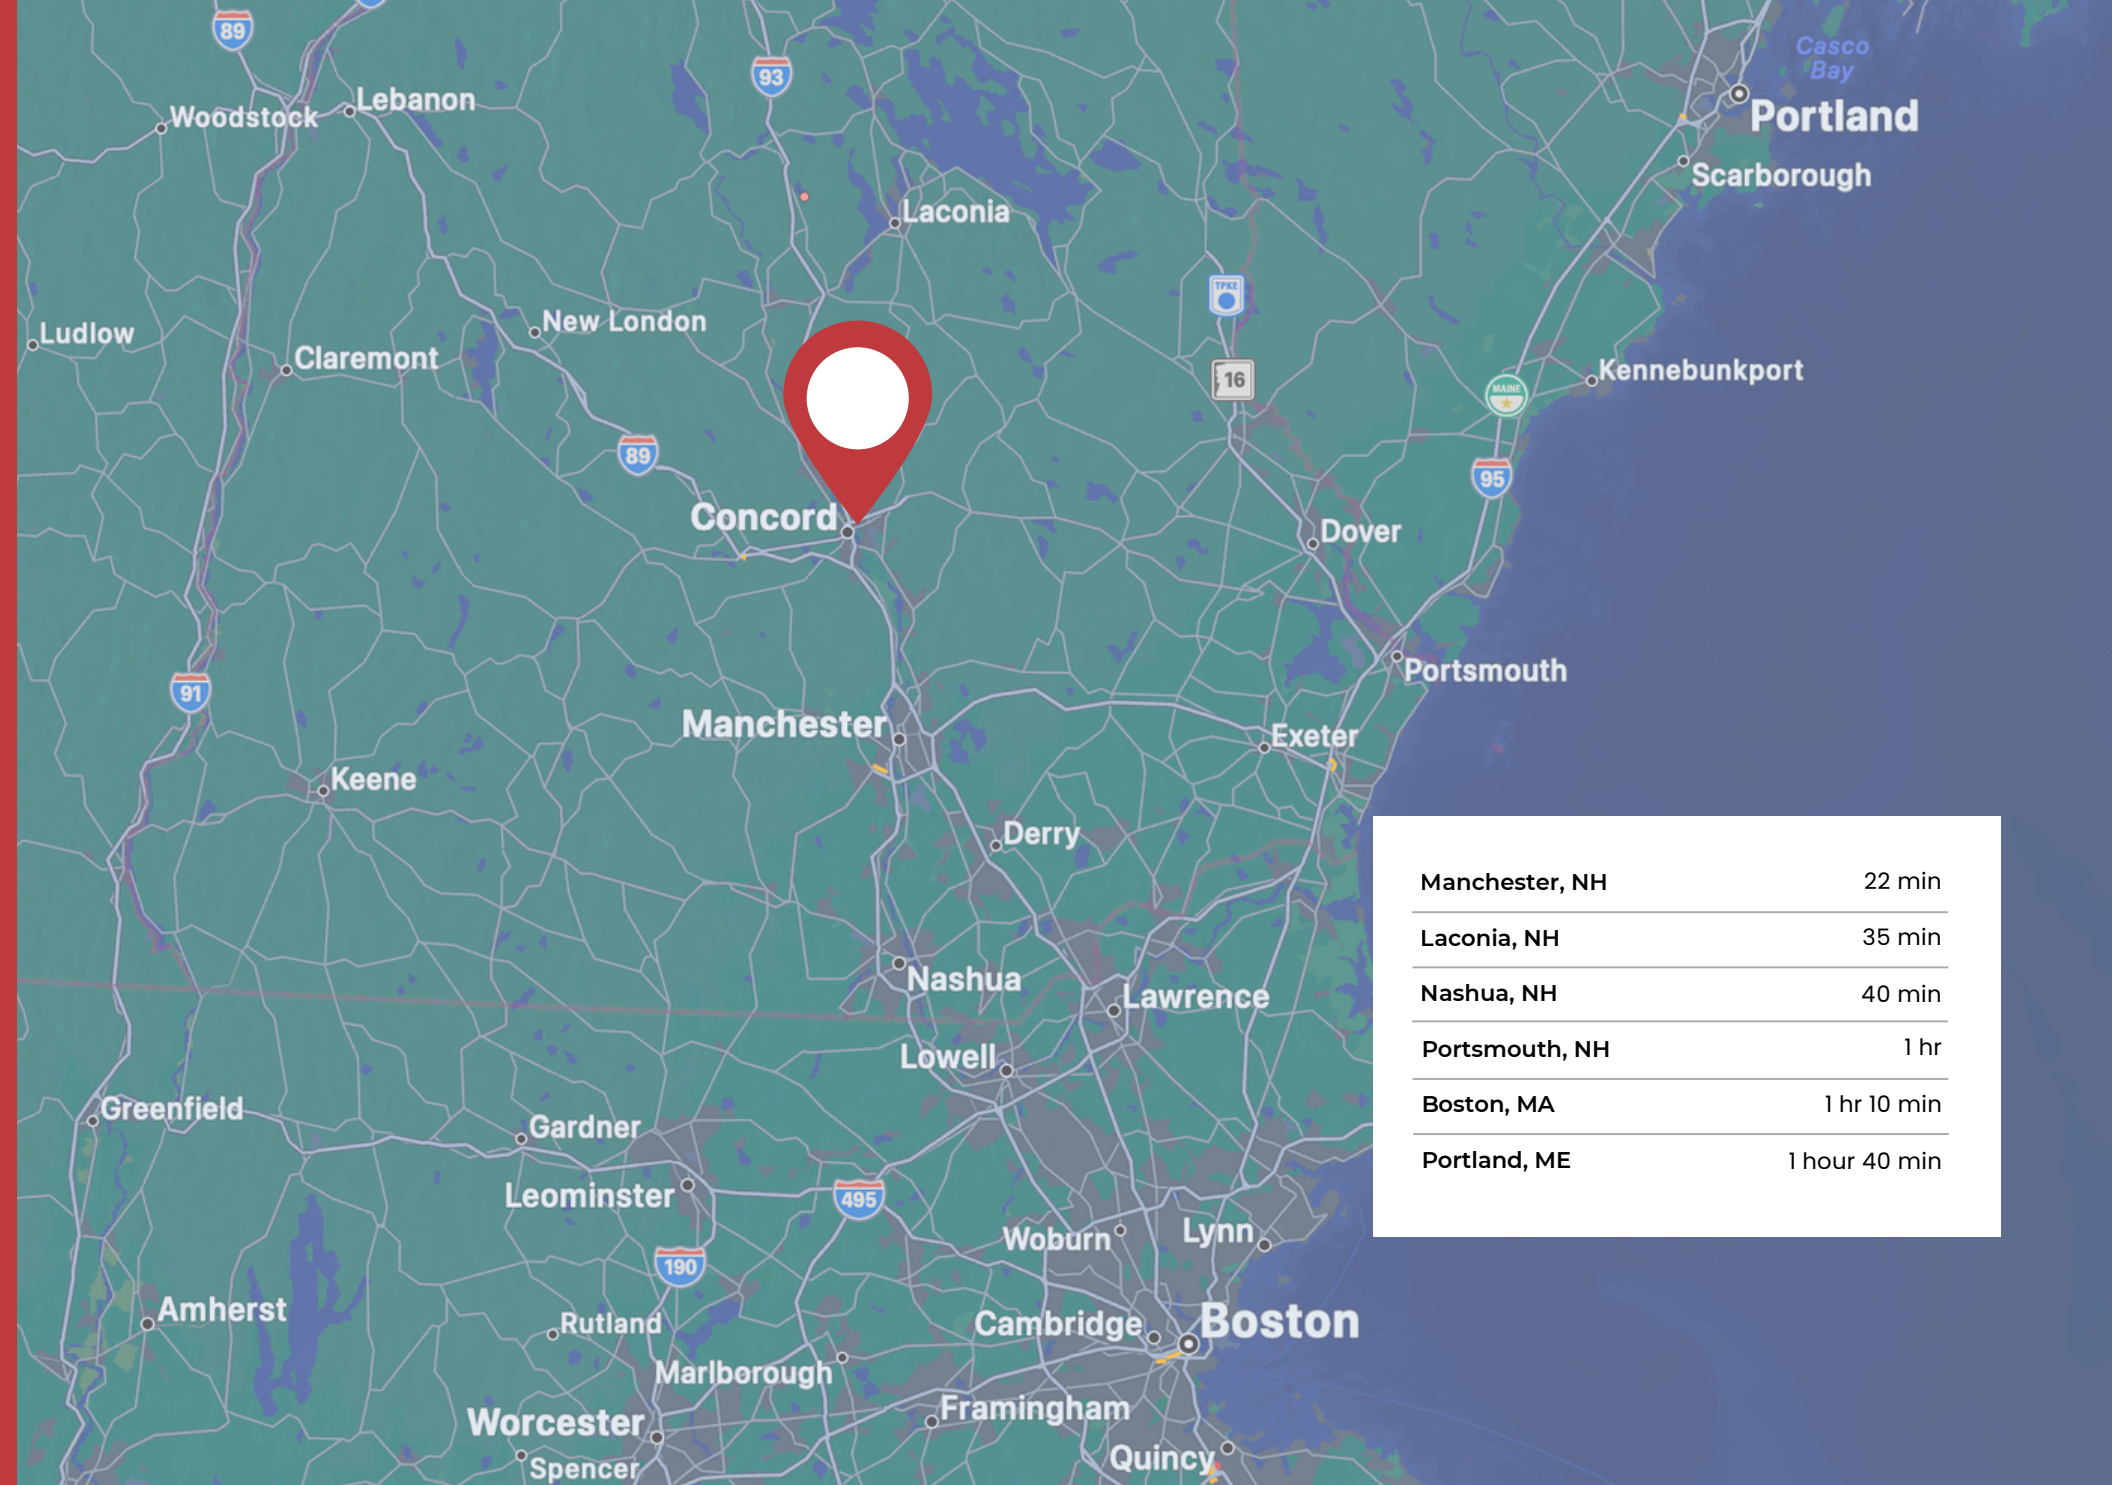 89
93
Casco
Bay
Woodstock
Lebanon
Portland
Scarborough
Laconia
TPKE
New London
Ludlow
Claremont
16
MAINE
Kennebunkport
89
95
Concord
Dover
Portsmouth
91
Manchester
Exeter
Keene
Derry
Manchester, NH 22 min
Laconia, NH 35 min
Nashua, NH 40 min
Portsmouth, NH 1 hr
Boston, MA 1 hr 10 min
Portland, ME 1 hour 40 min
Nashua
Lawrence
Lowell
Greenfield
Gardner
Leominster
495
Woburn
Lynn
190
Amherst
Rutland
Cambridge
Boston
Marlborough
Framingham
Worcester
Quincy
Spencer